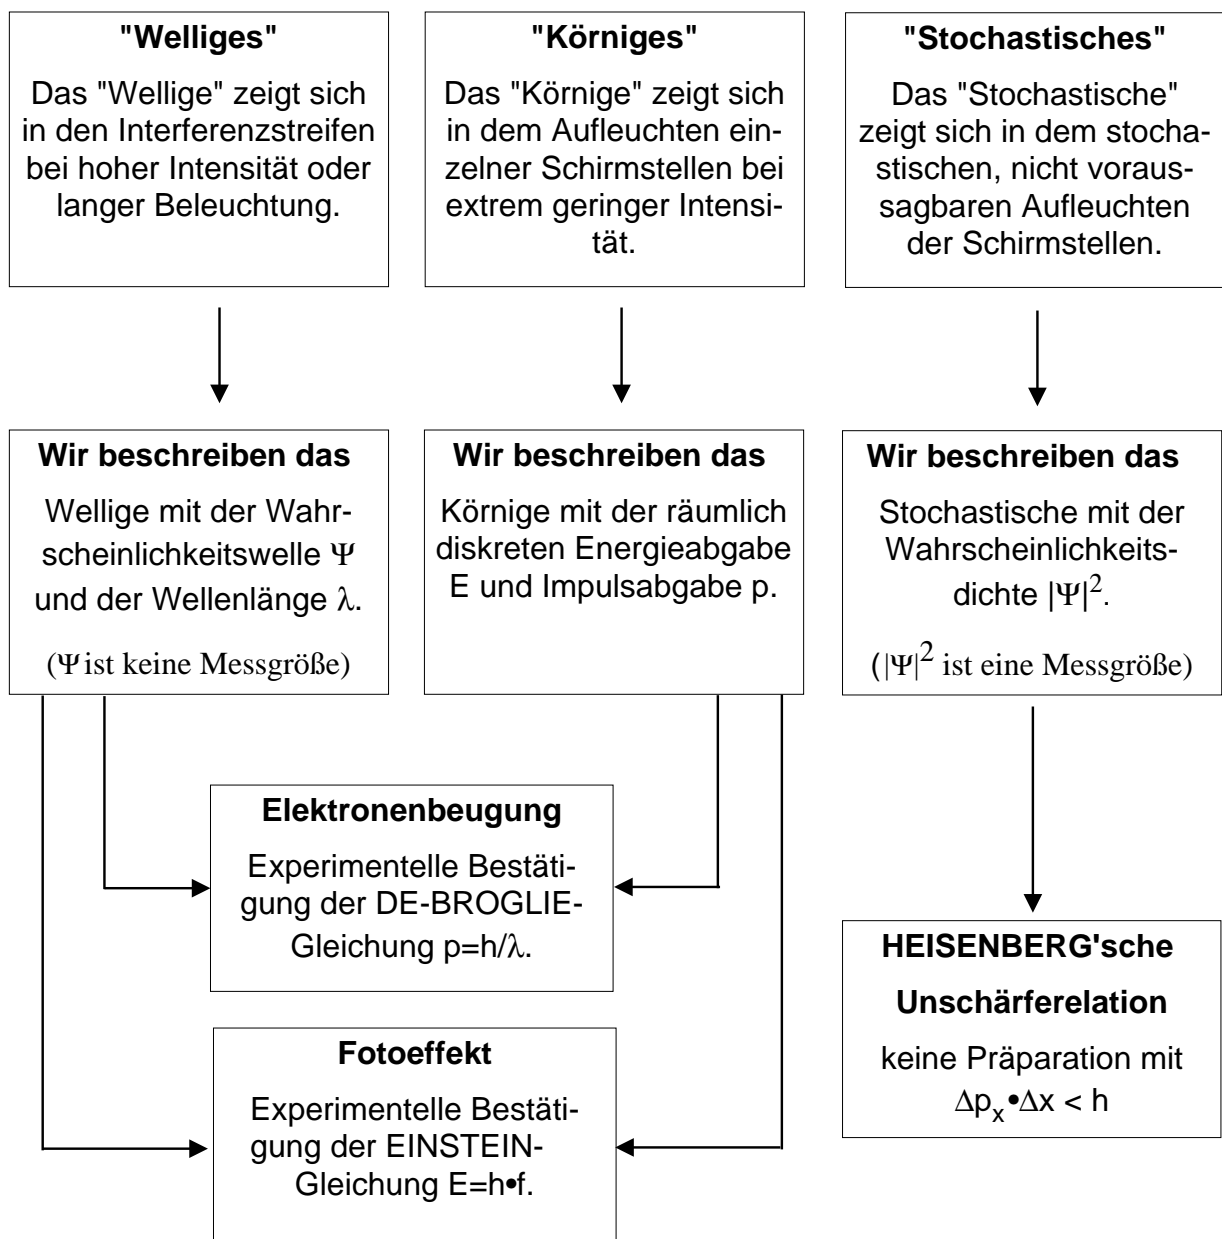 "Welliges"
Das "Wellige" zeigt sich
in den Interferenzstreifen
bei hoher Intensität oder
langer Beleuchtung.
"Körniges"
Das "Körnige" zeigt sich
in dem Aufleuchten ein-
zelner Schirmstellen bei
extrem geringer Intensi-
tät.
"Stochastisches"
Das "Stochastische"
zeigt sich in dem stocha-
stischen, nicht voraus-
sagbaren Aufleuchten
der Schirmstellen.
Wir beschreiben das
Wellige mit der Wahr-
scheinlichkeitswelle Ψ
und der Wellenlänge λ.
(Ψ ist keine Messgröße)
Wir beschreiben das
Körnige mit der räumlich
diskreten Energieabgabe
E und Impulsabgabe p.
Wir beschreiben das
Stochastische mit der
Wahrscheinlichkeits-
dichte |Ψ|².
(|Ψ|² ist eine Messgröße)
Elektronenbeugung
Experimentelle Bestäti-
gung der DE-BROGLIE-
Gleichung p=h/λ.
Fotoeffekt
Experimentelle Bestäti-
gung der EINSTEIN-
Gleichung E=h•f.
HEISENBERG'sche
Unschärferelation
keine Präparation mit
Δpₓ•Δx < h